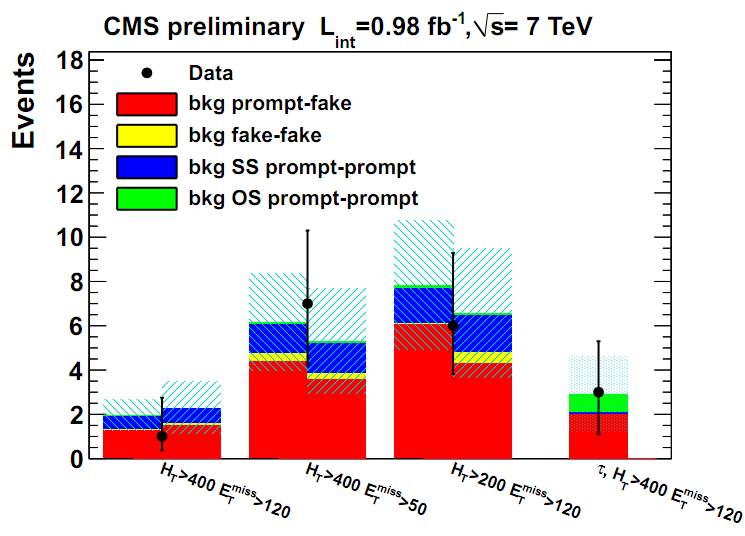 CMS preliminary L_int=0.98 fb⁻¹,√s= 7 TeV
Events
18
16
14
12
10
8
6
4
2
0
Data
bkg prompt-fake
bkg fake-fake
bkg SS prompt-prompt
bkg OS prompt-prompt
H_T>400 E_T^miss>120
H_T>400 E_T^miss>50
H_T>200 E_T^miss>120
τ, H_T>400 E_T^miss>120